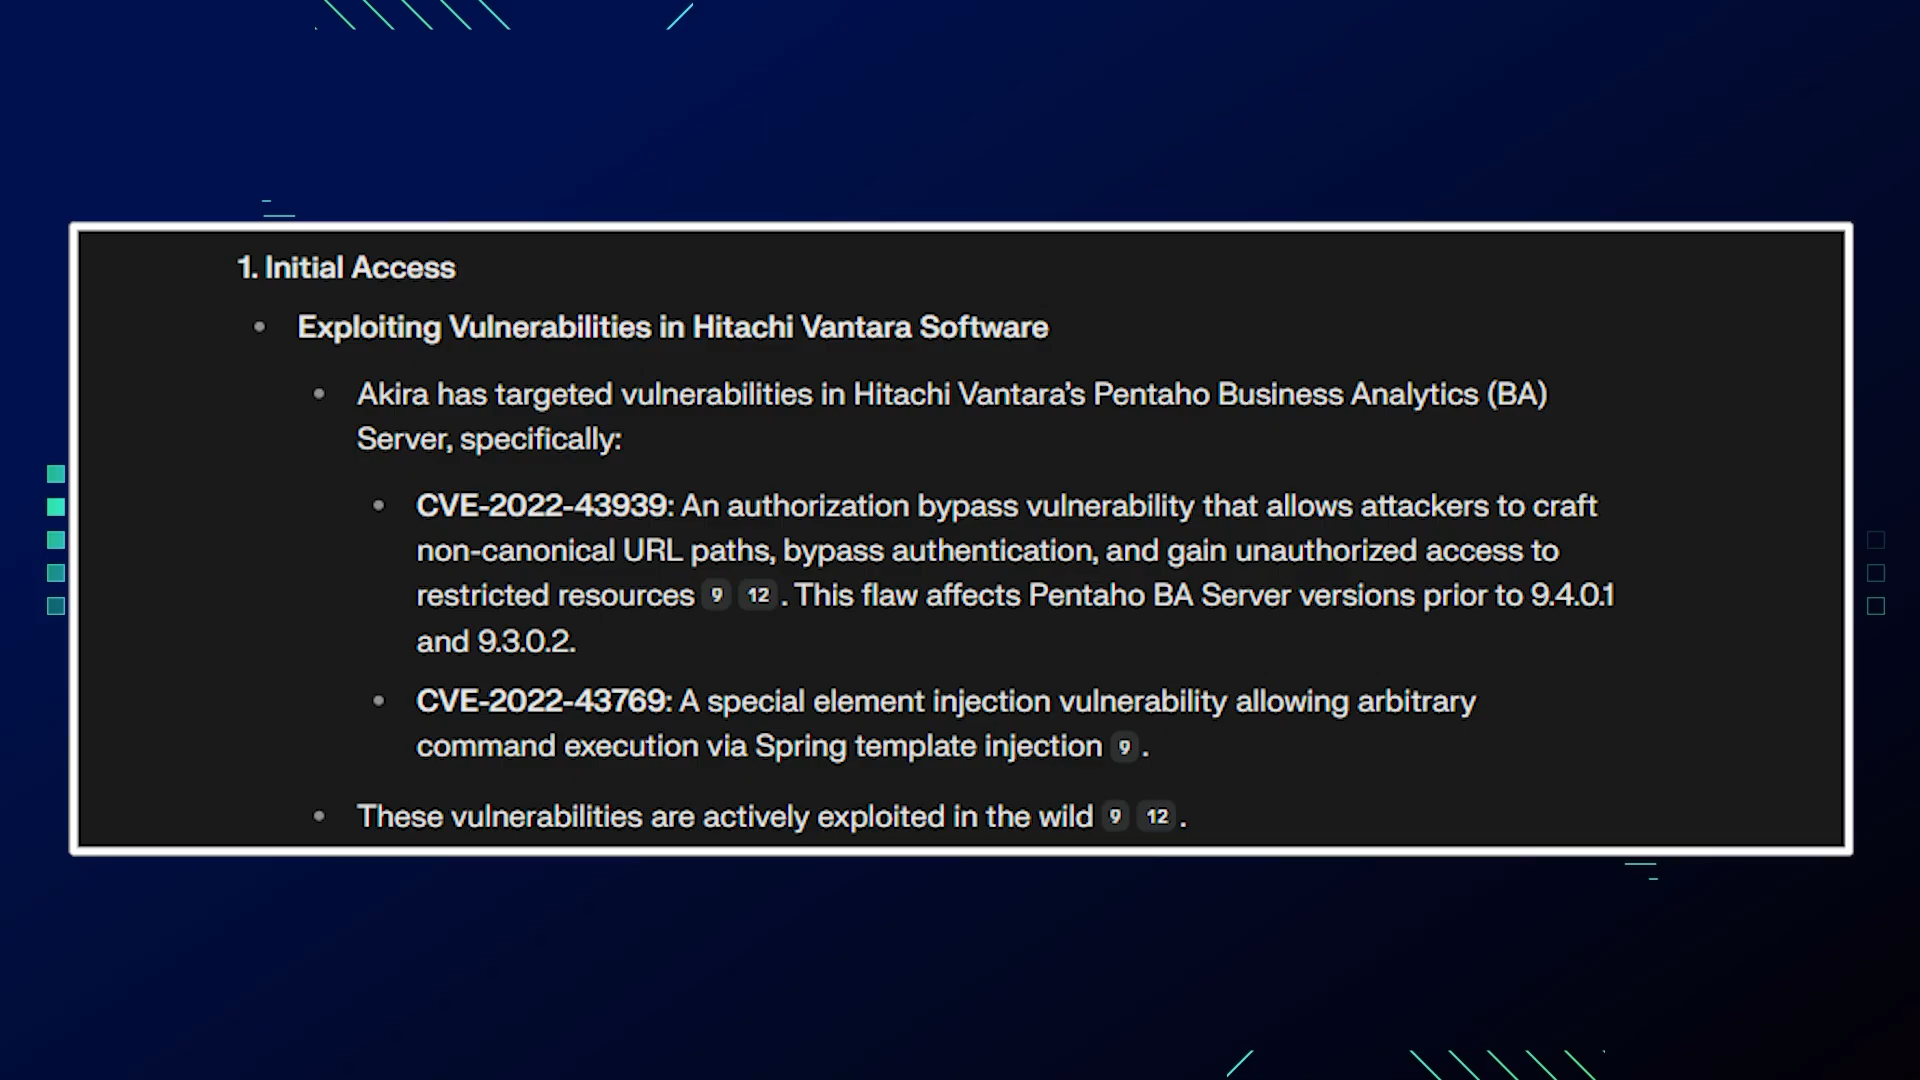 1. Initial Access
• Exploiting Vulnerabilities in Hitachi Vantara Software
• Akira has targeted vulnerabilities in Hitachi Vantara’s Pentaho Business Analytics (BA)
Server, specifically:
• CVE-2022-43939: An authorization bypass vulnerability that allows attackers to craft
non-canonical URL paths, bypass authentication, and gain unauthorized access to
restricted resources 9 12 . This flaw affects Pentaho BA Server versions prior to 9.4.0.1
and 9.3.0.2.
• CVE-2022-43769: A special element injection vulnerability allowing arbitrary
command execution via Spring template injection 9 .
• These vulnerabilities are actively exploited in the wild 9 12 .